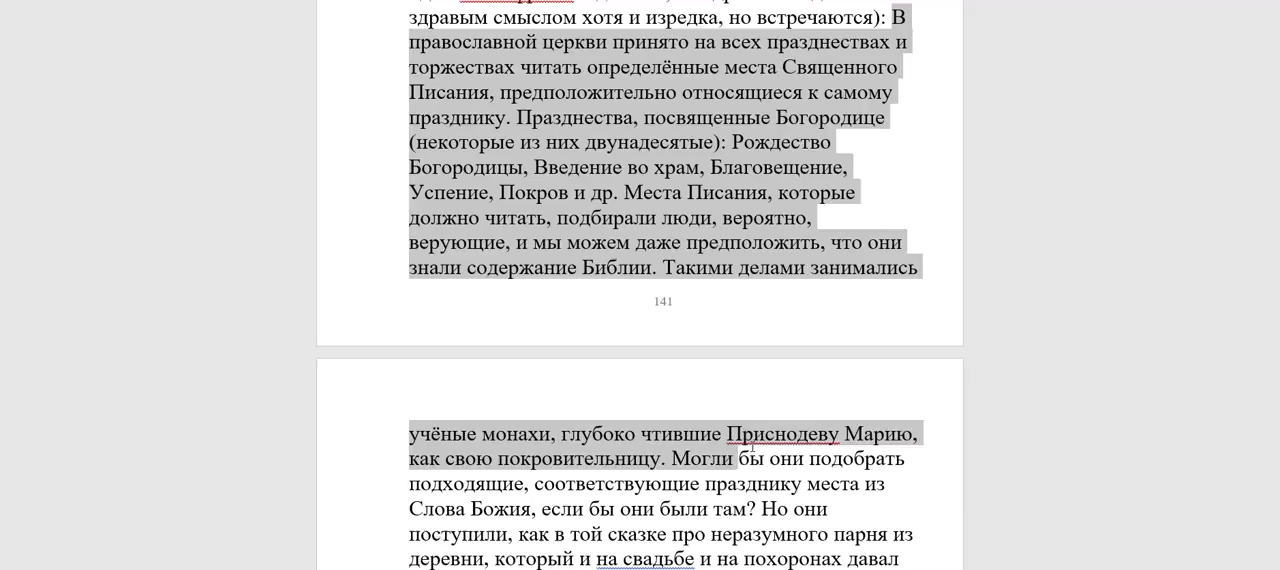 здравым смыслом хотя и изредка, но встречаются): В
православной церкви принято на всех празднествах и
торжествах читать определённые места Священного
Писания, предположительно относящиеся к самому
празднику. Празднества, посвященные Богородице
(некоторые из них двунадесятые): Рождество
Богородицы, Введение во храм, Благовещение,
Успение, Покров и др. Места Писания, которые
должно читать, подбирали люди, вероятно,
верующие, и мы можем даже предположить, что они
знали содержание Библии. Такими делами занимались
141
учёные монахи, глубоко чтившие Приснодеву Марию,
как свою покровительницу. Могли бы они подобрать
подходящие, соответствующие празднику места из
Слова Божия, если бы они были там? Но они
поступили, как в той сказке про неразумного парня из
деревни, который и на свадьбе и на похоронах давал